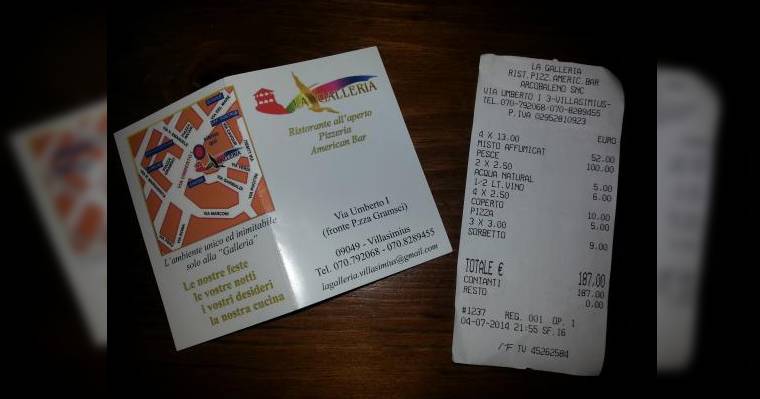 LA GALLERIA
Ristorante all'aperto
Pizzeria
American Bar
VIA UMBERTO I
GALLERIA
VIA MARCONI
L'ambiente unico ed inimitabile
solo alla "Galleria"
Le nostre feste
le vostre notti
i vostri desideri
la nostra cucina
Via Umberto I
(fronte P.zza Gramsci)
09049 - Villasimius
Tel. 070.792068 - 070.8289455
lagalleria.villasimius@gmail.com
LA GALLERIA
RIST.PIZZ.AMERIC.BAR
ARCOBALENO SNC
VIA UMBERTO I 3-VILLASIMIUS-
TEL.070-792068-070-8289455
P.IVA 02952810923
EURO
4 X 13.00
MISTO AFFUMICAT 52.00
PESCE 100.00
2 X 2.50
ACQUA NATURAL 5.00
1/2 LT.VINO 6.00
4 X 2.50
COPERTO 10.00
PIZZA 5.00
3 X 3.00
SORBETTO 9.00
TOTALE € 187.00
CONTANTI 187.00
RESTO 0.00
#1237 REG. 001 OP. 1
04-07-2014 21:55 SF.16
MF TU 45262584